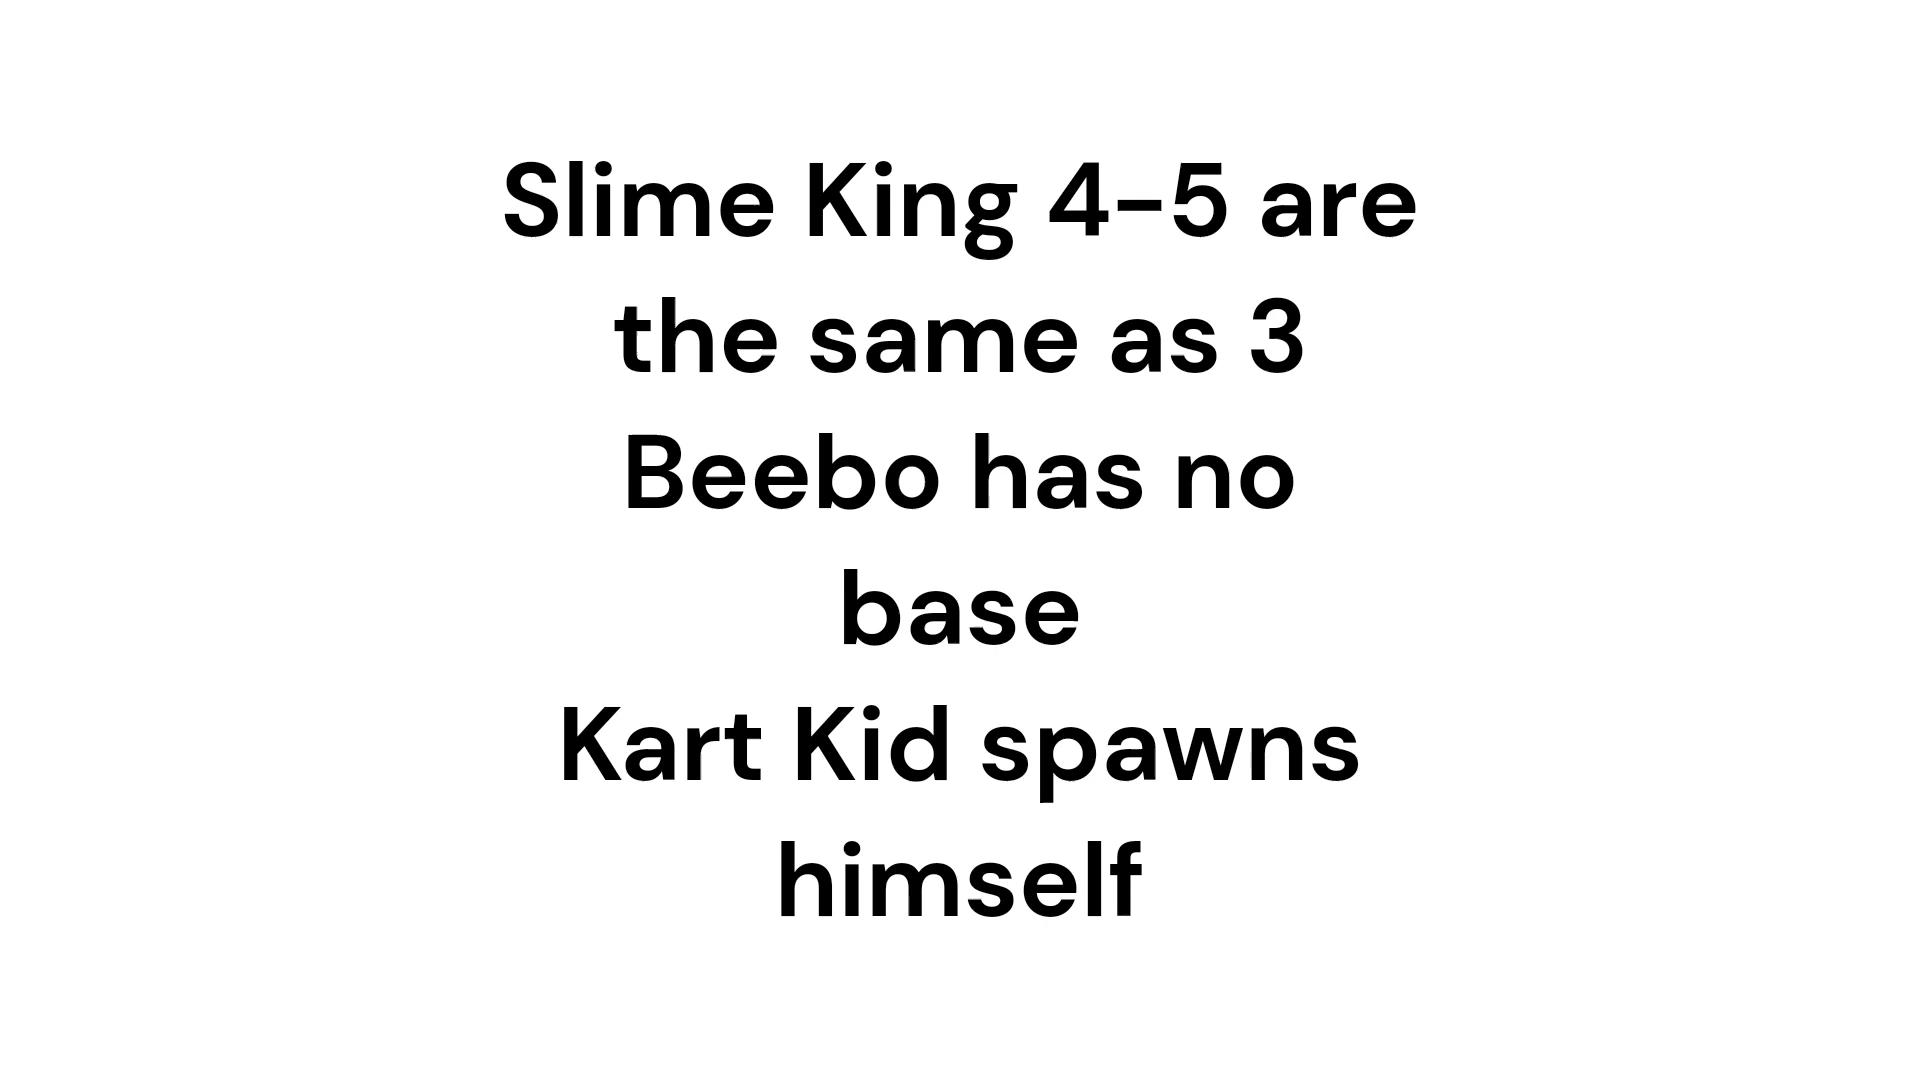 Slime King 4-5 are
the same as 3
Beebo has no
base
Kart Kid spawns
himself